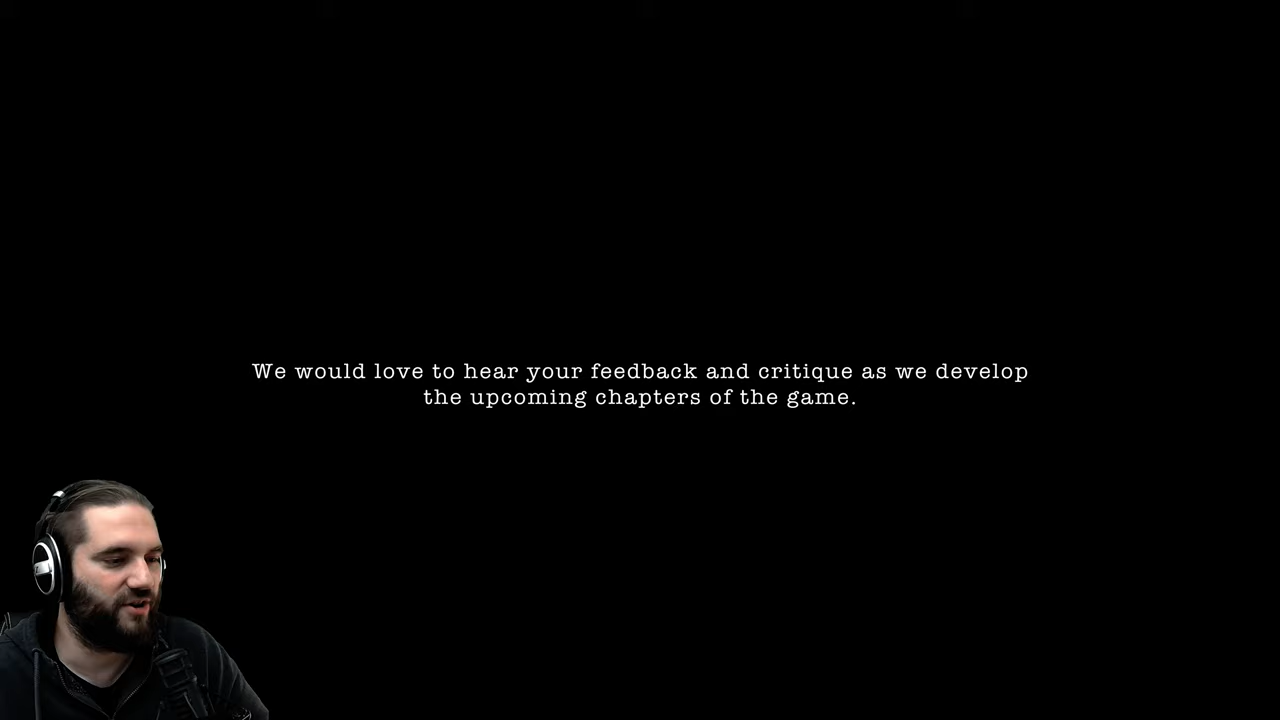 We would love to hear your feedback and critique as we develop
the upcoming chapters of the game.